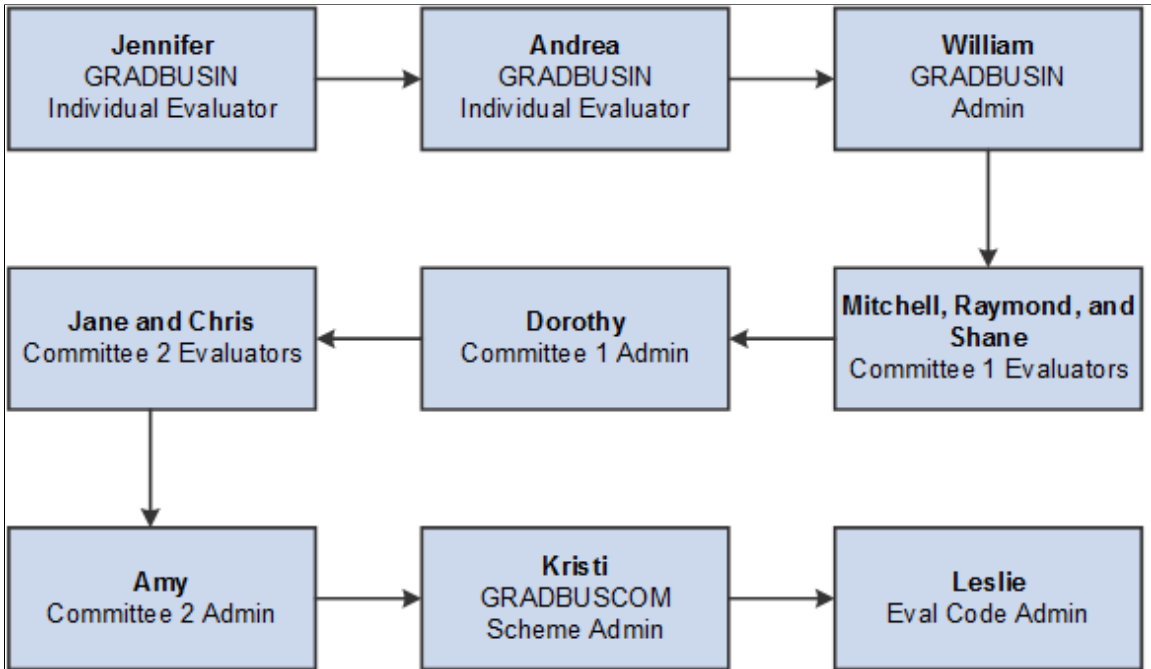 Jennifer
GRADBUSIN
Individual Evaluator
Andrea
GRADBUSIN
Individual Evaluator
William
GRADBUSIN
Admin
Jane and Chris
Committee 2 Evaluators
Dorothy
Committee 1 Admin
Mitchell, Raymond, and
Shane
Committee 1 Evaluators
Amy
Committee 2 Admin
Kristi
GRADBUSCOM
Scheme Admin
Leslie
Eval Code Admin